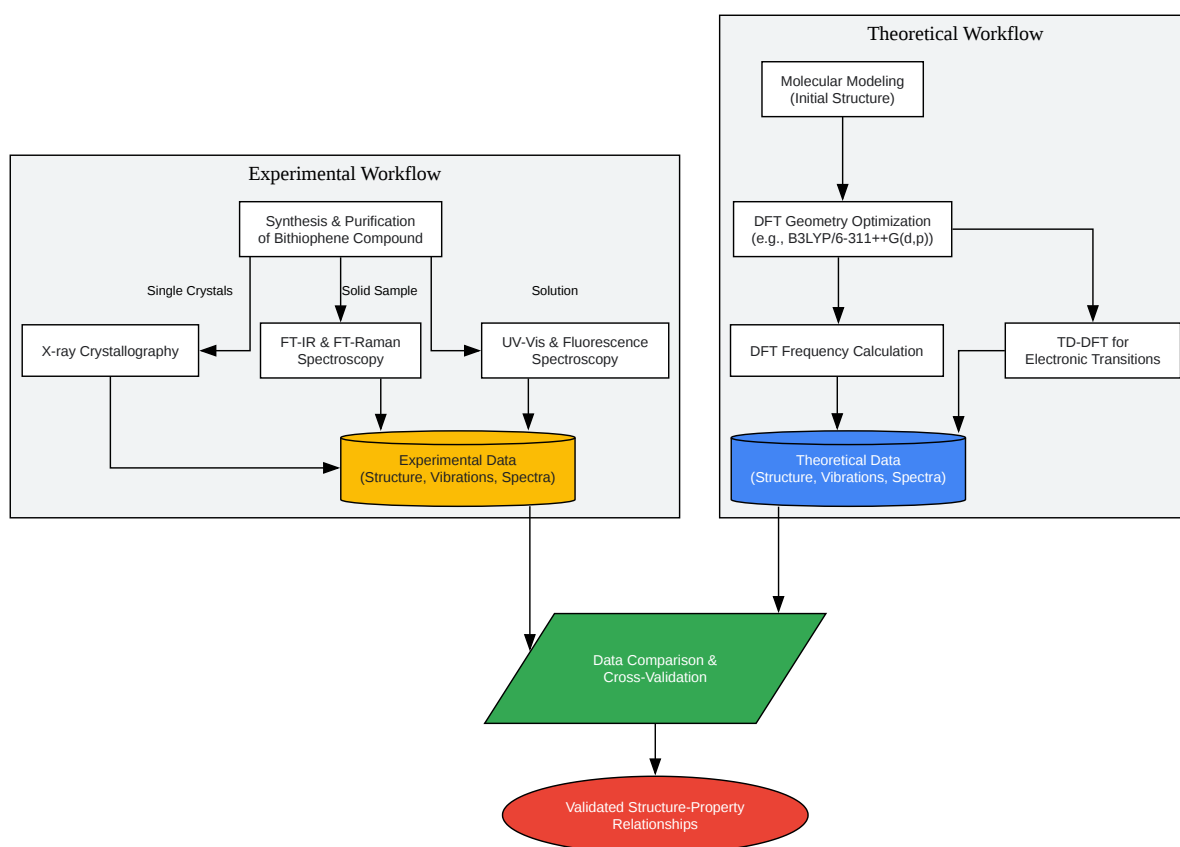 Theoretical Workflow
Molecular Modeling
(Initial Structure)
Experimental Workflow
Synthesis & Purification
of Bithiophene Compound
DFT Geometry Optimization
(e.g., B3LYP/6-311++G(d,p))
Single Crystals
Solid Sample
Solution
X-ray Crystallography
FT-IR & FT-Raman
Spectroscopy
UV-Vis & Fluorescence
Spectroscopy
DFT Frequency Calculation
TD-DFT for
Electronic Transitions
Experimental Data
(Structure, Vibrations, Spectra)
Theoretical Data
(Structure, Vibrations, Spectra)
Data Comparison &
Cross-Validation
Validated Structure-Property
Relationships